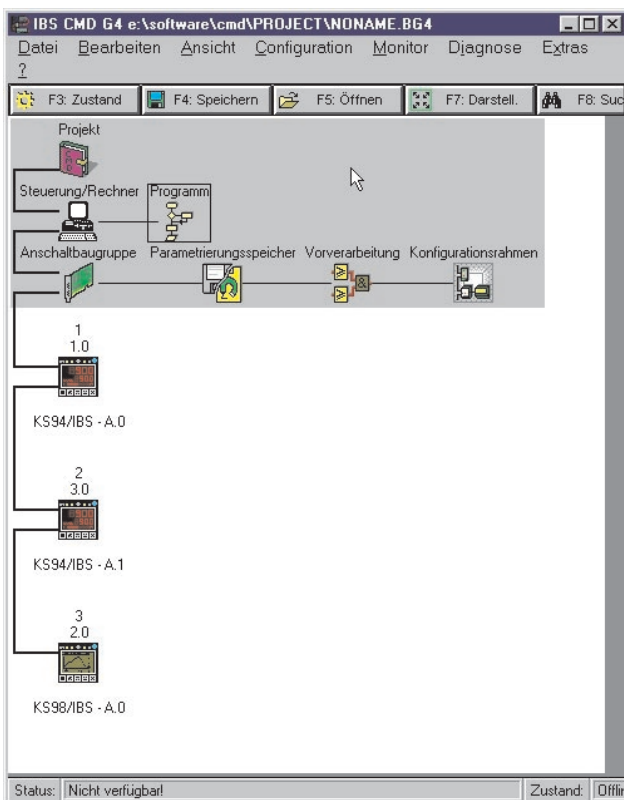 IBS CMD G4 e:\software\cmd\PROJECT\NONAME.BG4
Datei Bearbeiten Ansicht Configuration Monitor Diagnose Extras
?
F3: Zustand F4: Speichern F5: Öffnen F7: Darstell. F8: Suc
Projekt
Steuerung/Rechner Programm
Anschaltbaugruppe Parametrierungsspeicher Vorverarbeitung Konfigurationsrahmen
1
1.0
KS94/IBS - A.0
2
3.0
KS94/IBS - A.1
3
2.0
KS98/IBS - A.0
Status: Nicht verfügbar! Zustand: Offlin